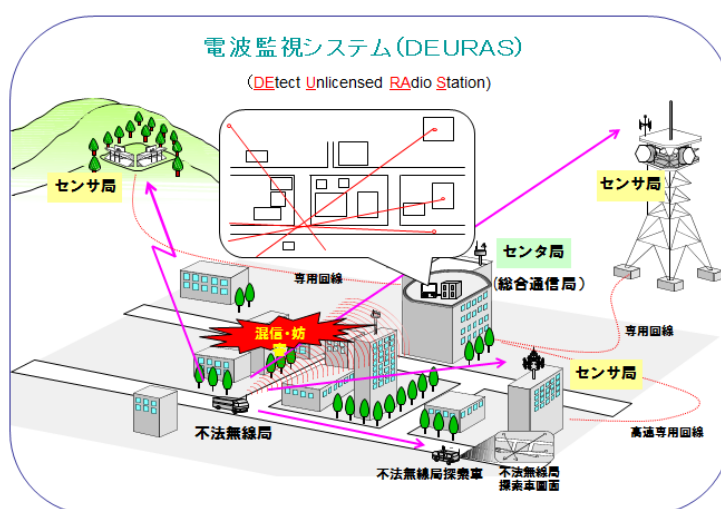 電波監視システム(DEURAS)
(DEtect Unlicensed RAdio Station)
センサ局
センサ局
センタ局
(総合通信局)
専用回線
混信・妨
害
専用回線
センサ局
不法無線局
高速専用回線
不法無線局探索車
不法無線局
探索車画面